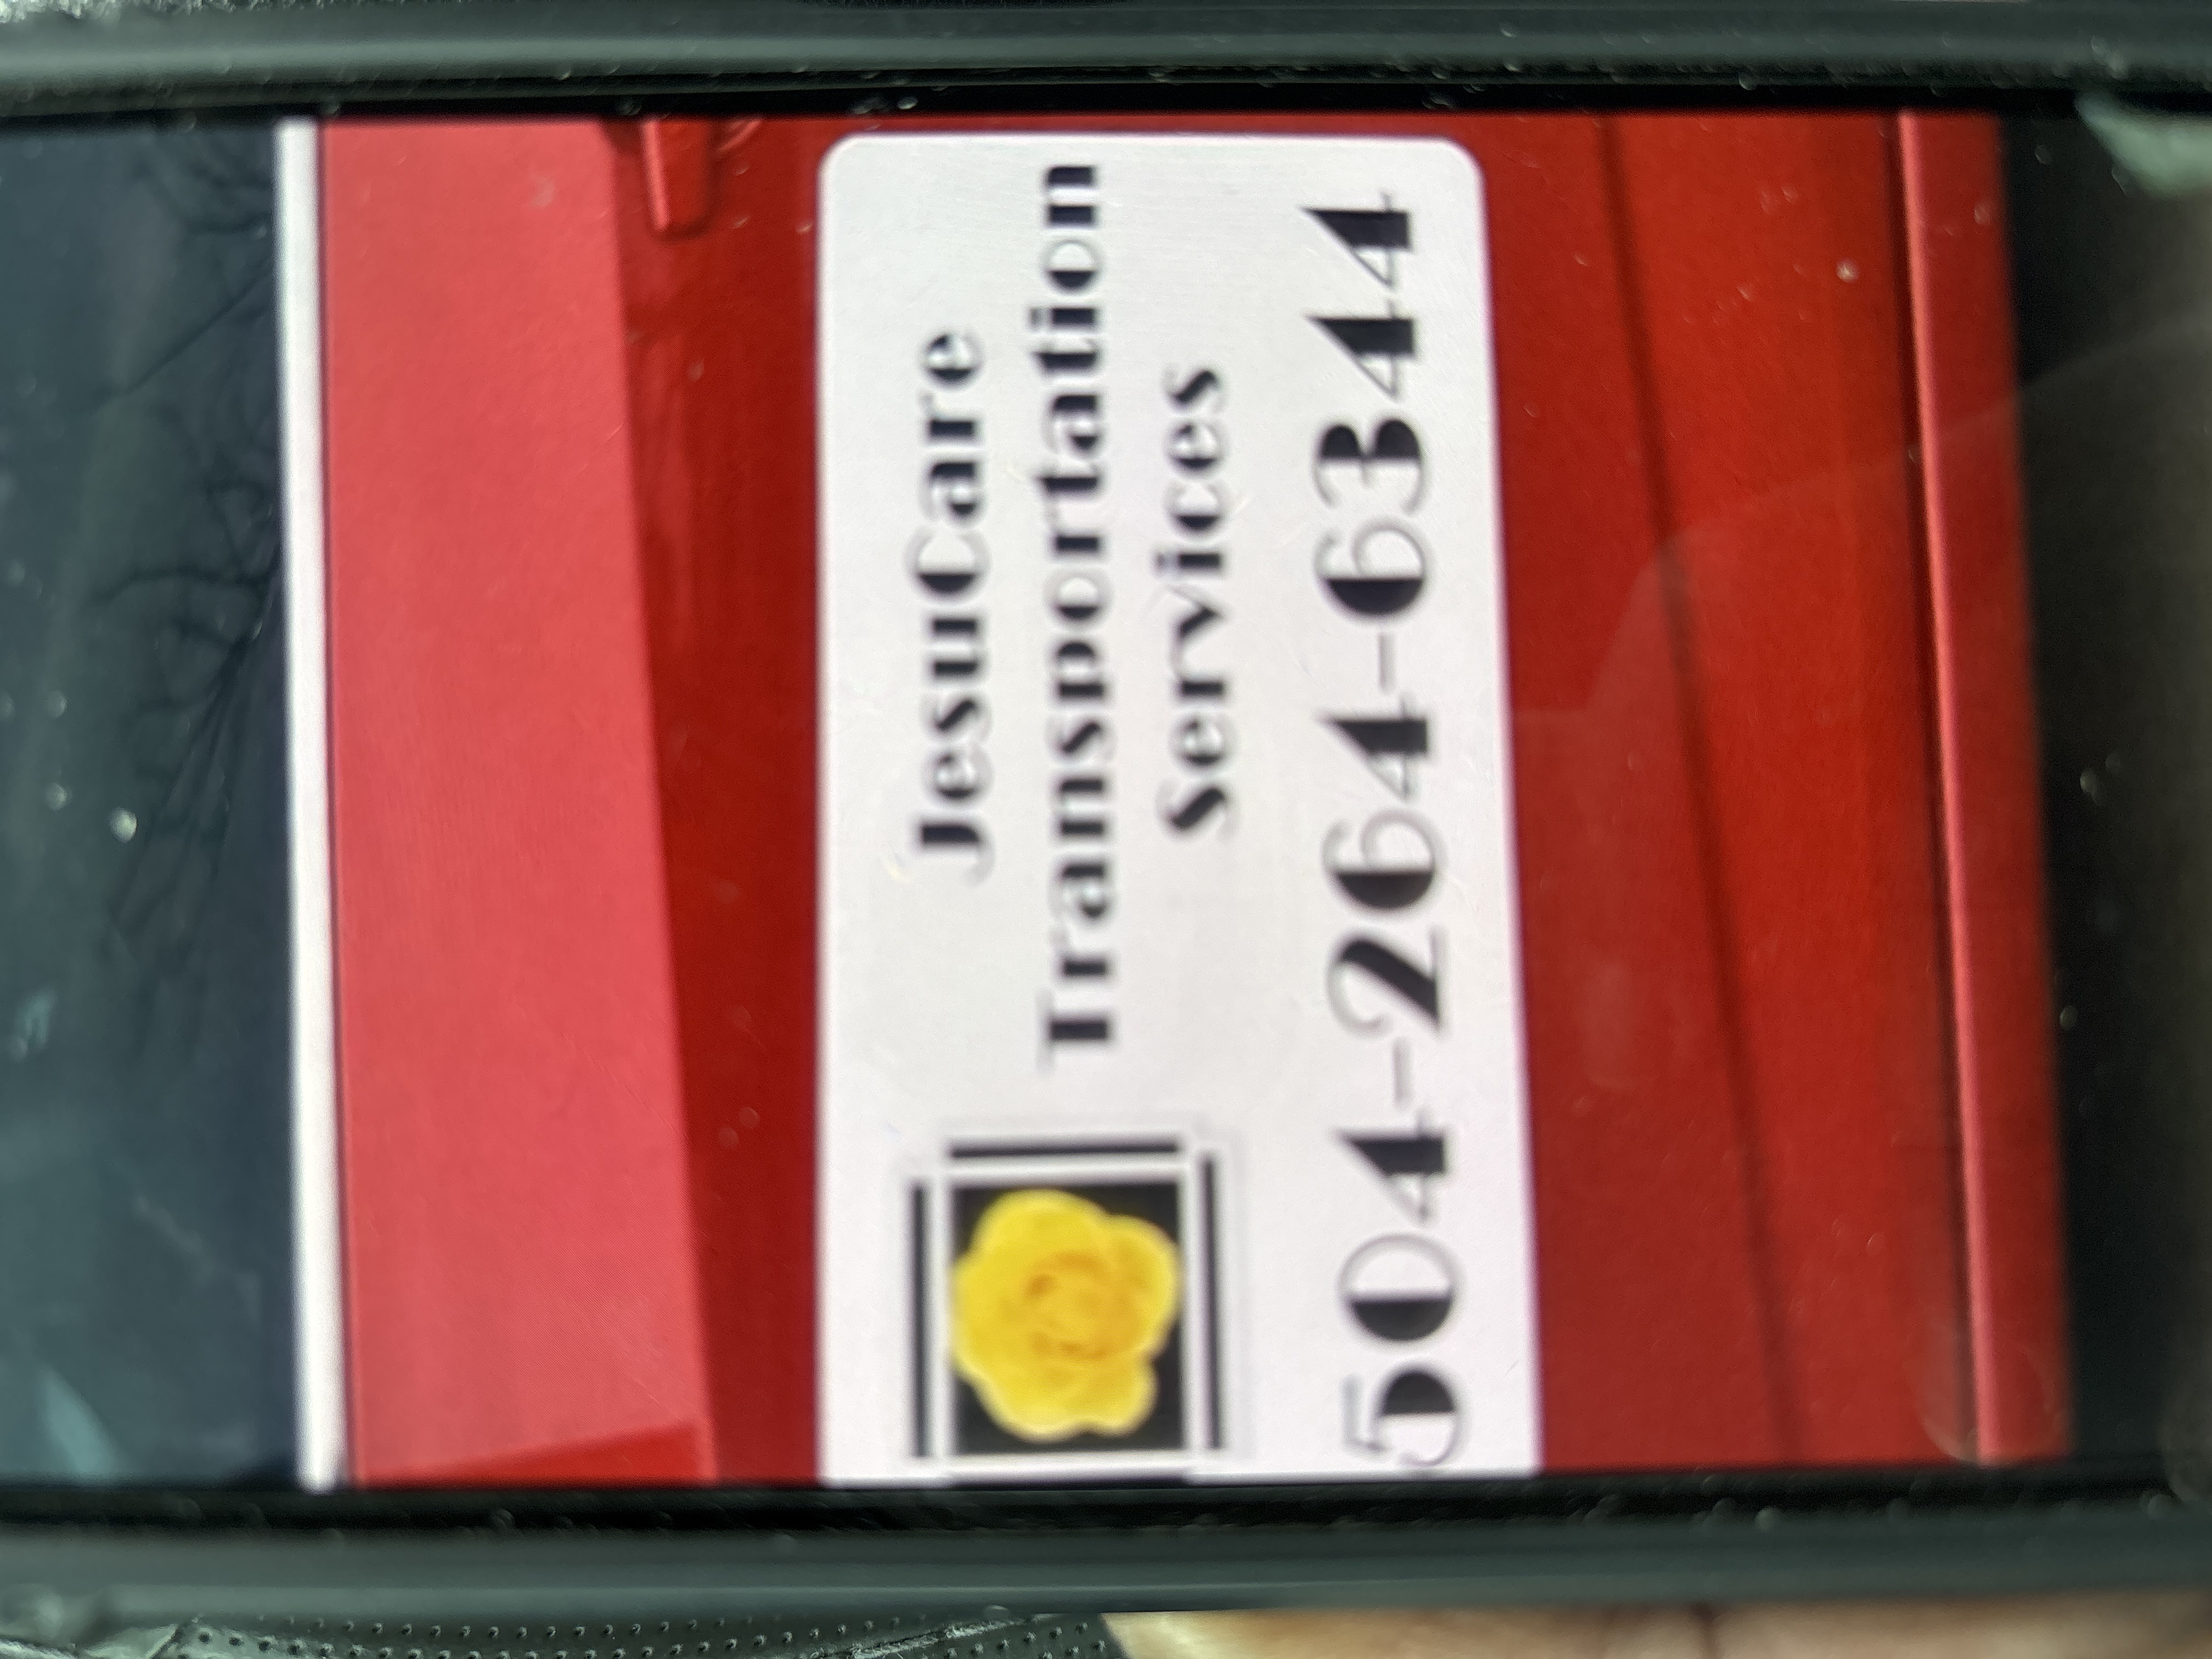 JesuCare
Transportation
Services
504-264-6344